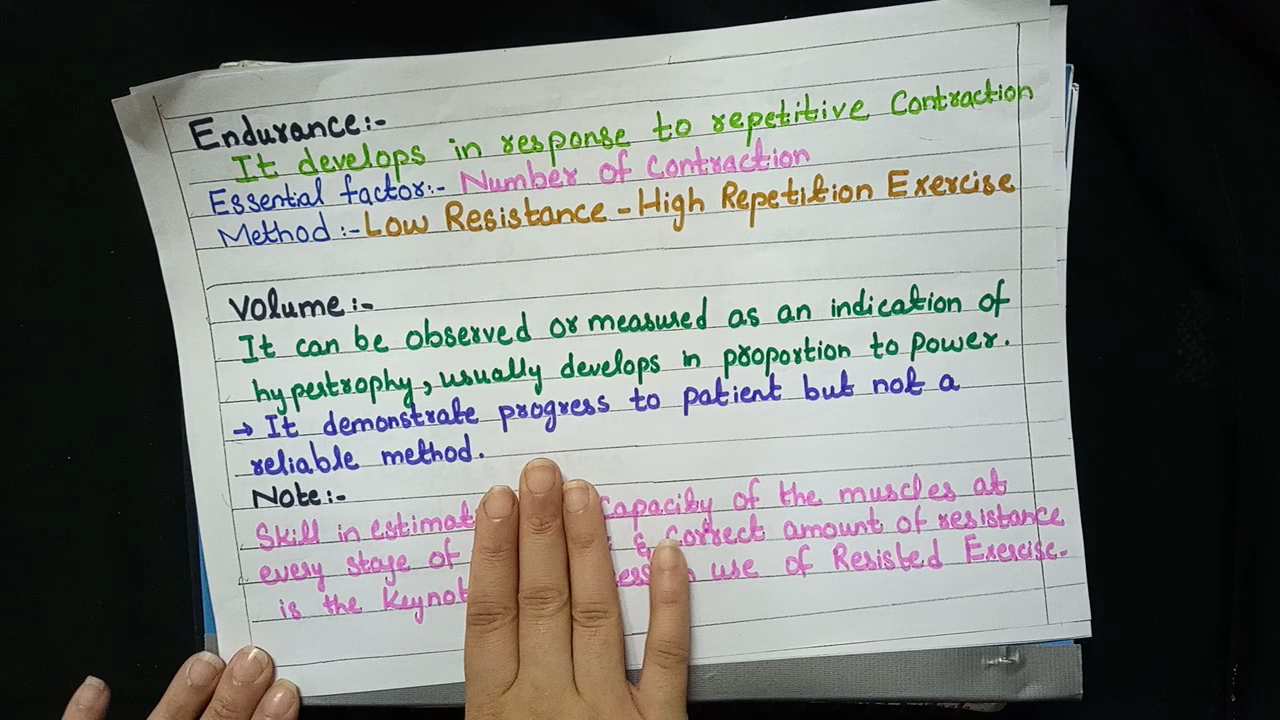 Endurance:-
It develops in response to repetitive Contraction
Essential factor:- Number of contraction
Method:- Low Resistance - High Repetition Exercise
Volume:-
It can be observed or measured as an indication of
hypertrophy, usually develops in proportion to power.
→ It demonstrate progress to patient but not a
reliable method.
Note:-
Skill in Capacity of the muscles at
every stage of & Correct amount of resistance
is the use of Resisted Exercise.